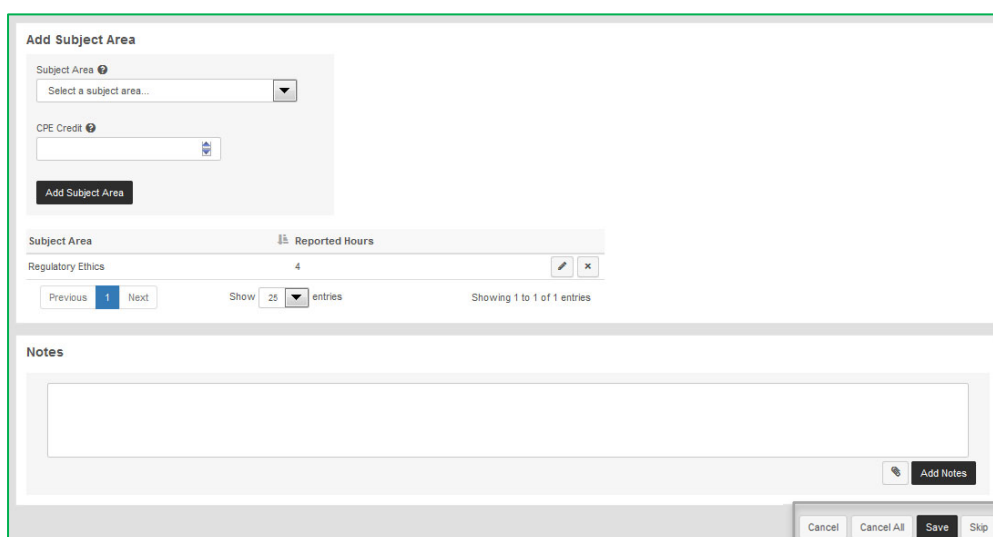 Add Subject Area
Subject Area
Select a subject area...
CPE Credit
Add Subject Area
Subject Area Reported Hours
Regulatory Ethics 4
Previous 1 Next Show 25 entries Showing 1 to 1 of 1 entries
Notes
Add Notes
Cancel Cancel All Save Skip